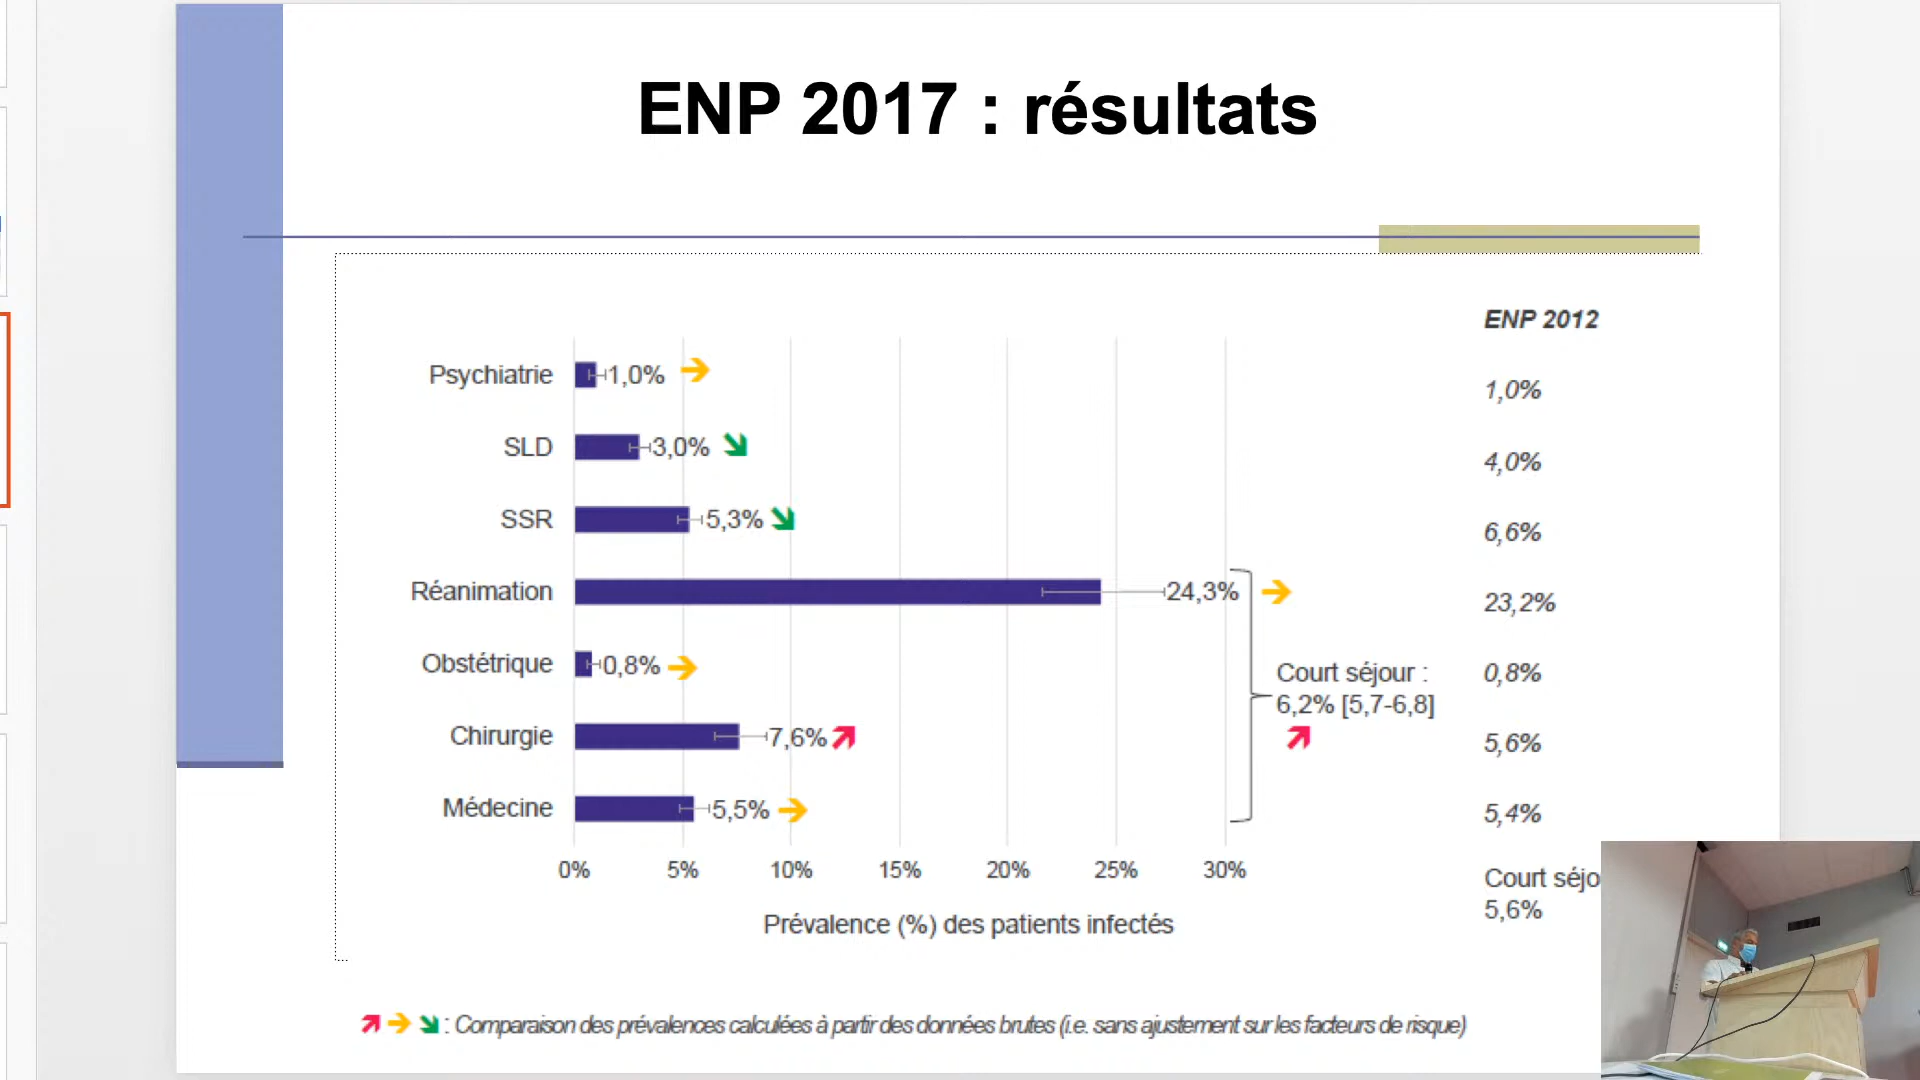 ENP 2017 : résultats
ENP 2012
Psychiatrie 1,0% 1,0%
SLD 3,0% 4,0%
SSR 5,3% 6,6%
Réanimation 24,3% 23,2%
Obstétrique 0,8% 0,8%
Court séjour :
6,2% [5,7-6,8]
Chirurgie 7,6% 5,6%
Médecine 5,5% 5,4%
0% 5% 10% 15% 20% 25% 30%
Court séjo
5,6%
Prévalence (%) des patients infectés
: Comparaison des prévalences calculées à partir des données brutes (i.e. sans ajustement sur les facteurs de risque)